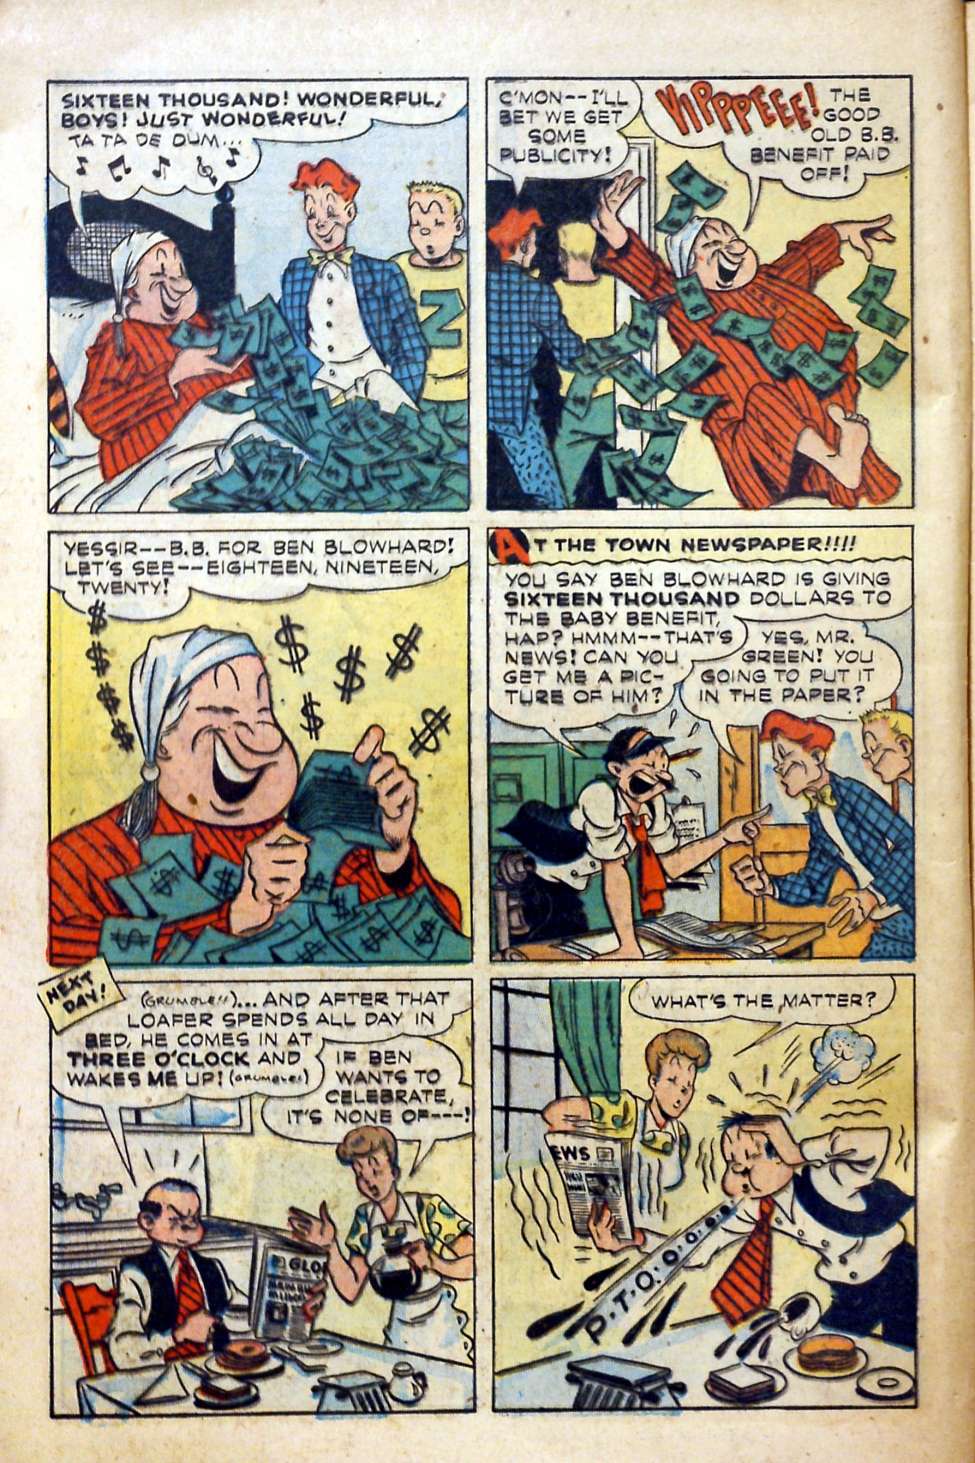 SIXTEEN THOUSAND! WONDERFUL,
BOYS! JUST WONDERFUL!
TA TA DE DUM...
C'MON--I'LL
BET WE GET
SOME
PUBLICITY!
YIPPPEEE! THE
GOOD
OLD B.B.
BENEFIT PAID
OFF!
N
YESSIR--B.B. FOR BEN BLOWHARD!
LET'S SEE--EIGHTEEN, NINETEEN,
TWENTY!
AT THE TOWN NEWSPAPER!!!!
YOU SAY BEN BLOWHARD IS GIVING
SIXTEEN THOUSAND DOLLARS TO
THE BABY BENEFIT,
HAP? HMMM--THAT'S
NEWS! CAN YOU
GET ME A PIC-
TURE OF HIM?
YES, MR.
GREEN! YOU
GOING TO PUT IT
IN THE PAPER?
NEXT
DAY!
(GRUMBLE!!)... AND AFTER THAT
LOAFER SPENDS ALL DAY IN
BED, HE COMES IN AT
THREE O'CLOCK AND
WAKES ME UP! (GRUMBLE!)
IF BEN
WANTS TO
CELEBRATE,
IT'S NONE OF---!
GLO
WHAT'S THE MATTER?
EWS
P.T.O.O.O.O.O